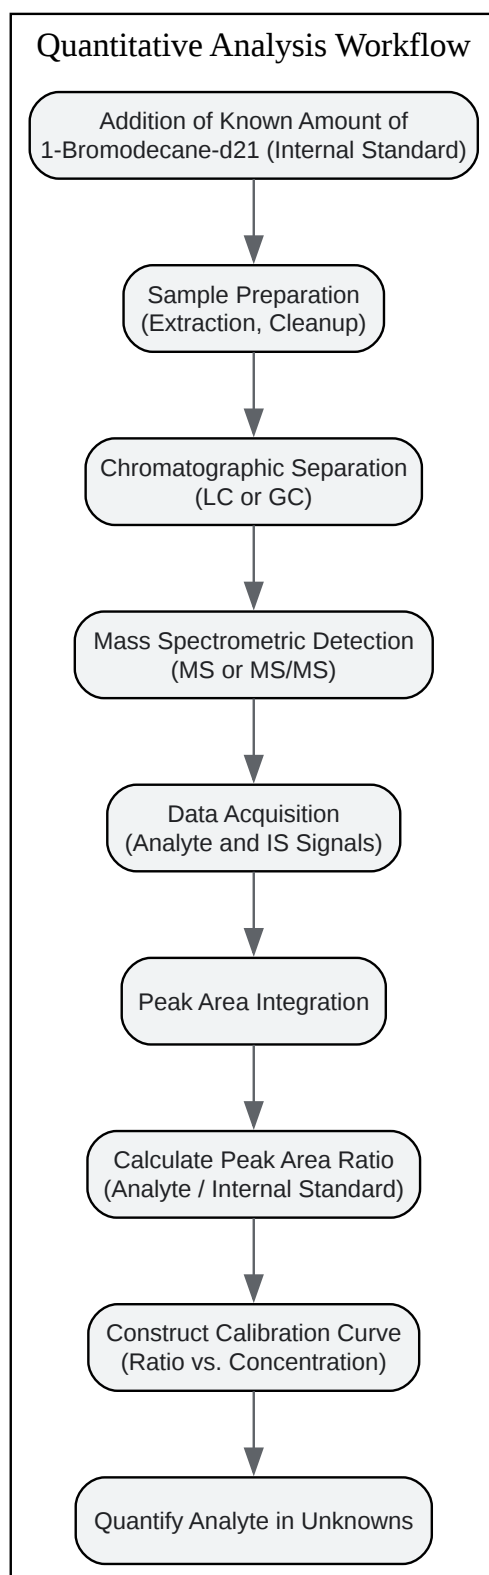 Quantitative Analysis Workflow
Addition of Known Amount of
1-Bromodecane-d21 (Internal Standard)
Sample Preparation
(Extraction, Cleanup)
Chromatographic Separation
(LC or GC)
Mass Spectrometric Detection
(MS or MS/MS)
Data Acquisition
(Analyte and IS Signals)
Peak Area Integration
Calculate Peak Area Ratio
(Analyte / Internal Standard)
Construct Calibration Curve
(Ratio vs. Concentration)
Quantify Analyte in Unknowns